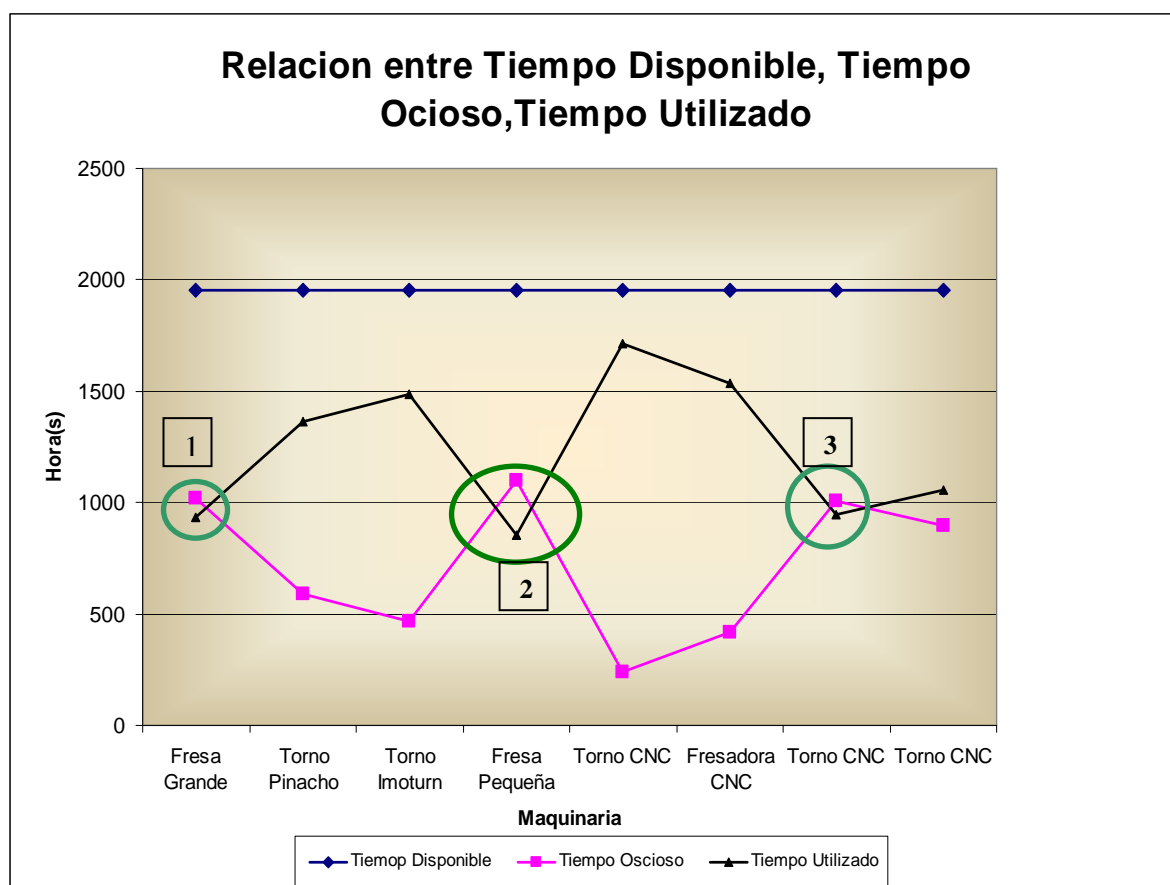 Relacion entre Tiempo Disponible, Tiempo
Ocioso,Tiempo Utilizado
2500
2000
1500
1000
500
0
Hora(s)
1
2
3
Fresa Grande
Torno Pinacho
Torno Imoturn
Fresa Pequeña
Torno CNC
Fresadora CNC
Torno CNC
Torno CNC
Maquinaria
Tiemop Disponible
Tiempo Oscioso
Tiempo Utilizado